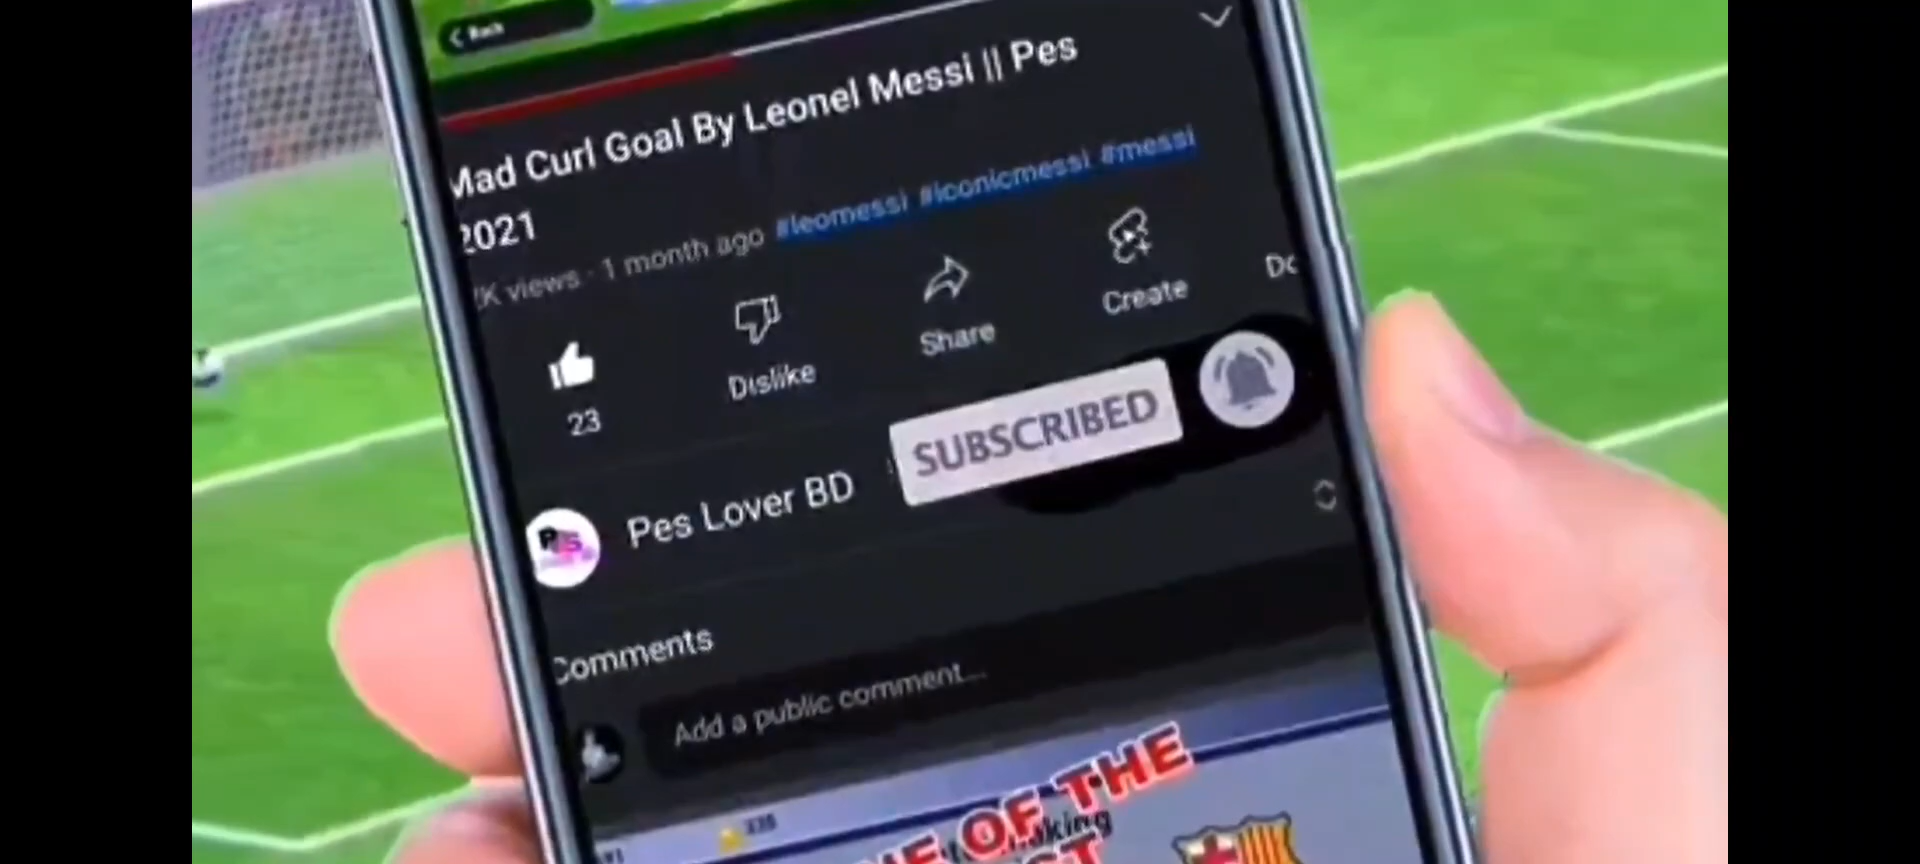 Back
Mad Curl Goal By Leonel Messi || Pes
2021
K views · 1 month ago #leomessi #iconicmessi #messi
23
Dislike
Share
Create
SUBSCRIBED
Pes Lover BD
Comments
Add a public comment...
OF THE